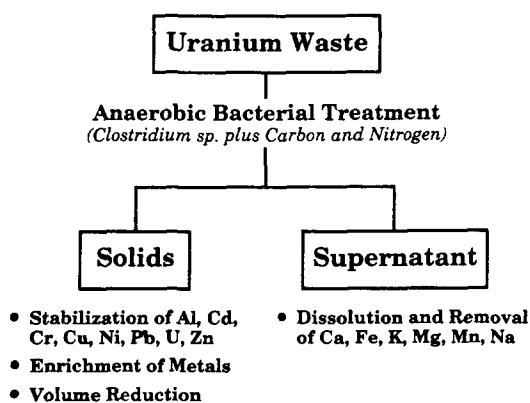 Uranium Waste
Anaerobic Bacterial Treatment
(Clostridium sp. plus Carbon and Nitrogen)
Solids
• Stabilization of Al, Cd,
Cr, Cu, Ni, Pb, U, Zn
• Enrichment of Metals
• Volume Reduction
Supernatant
• Dissolution and Removal
of Ca, Fe, K, Mg, Mn, Na